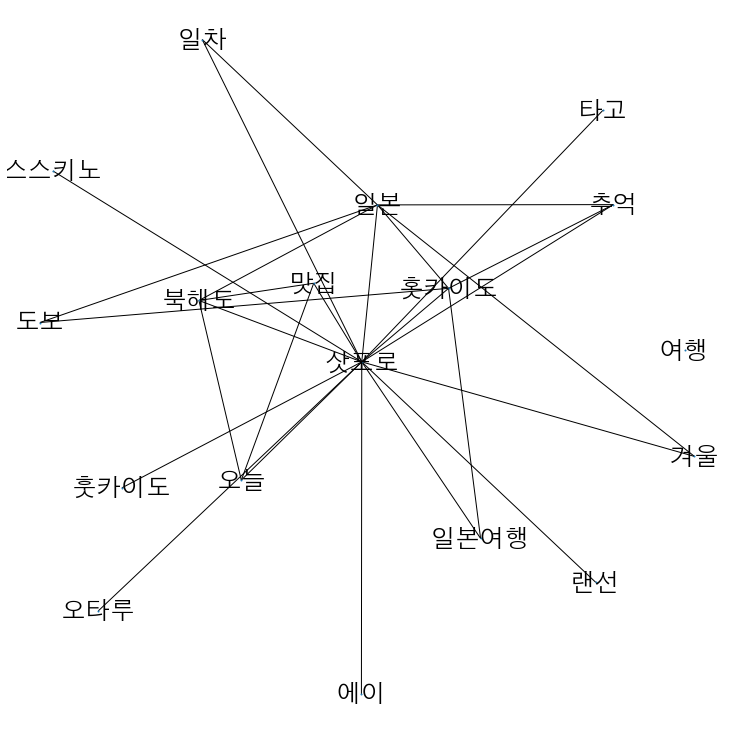 일차
타고
스스키노
일본
추억
맛집
홋카이도
북해도
도보
여행
삿포로
겨울
훗카이도
오늘
일본여행
랜선
오타루
에이